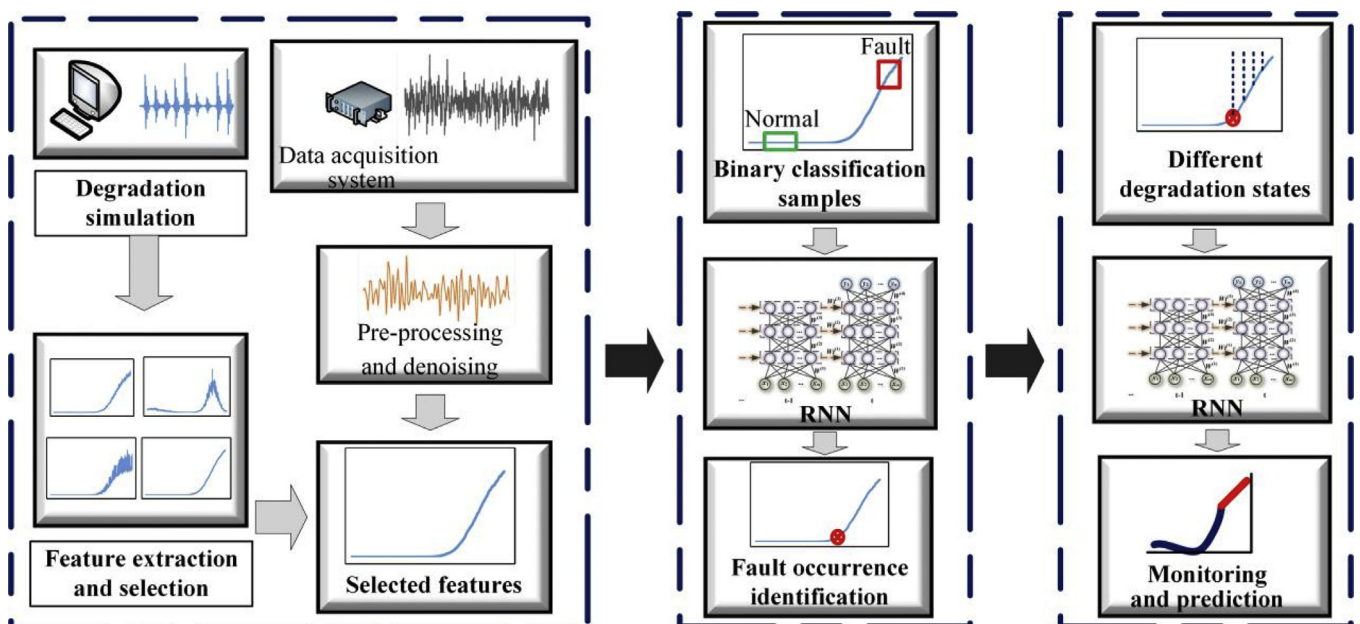 Degradation
simulation
Data acquisition
system
Pre-processing
and denoising
Feature extraction
and selection
Selected features
Fault
Normal
Binary classification
samples
RNN
Fault occurrence
identification
Different
degradation states
RNN
Monitoring
and prediction